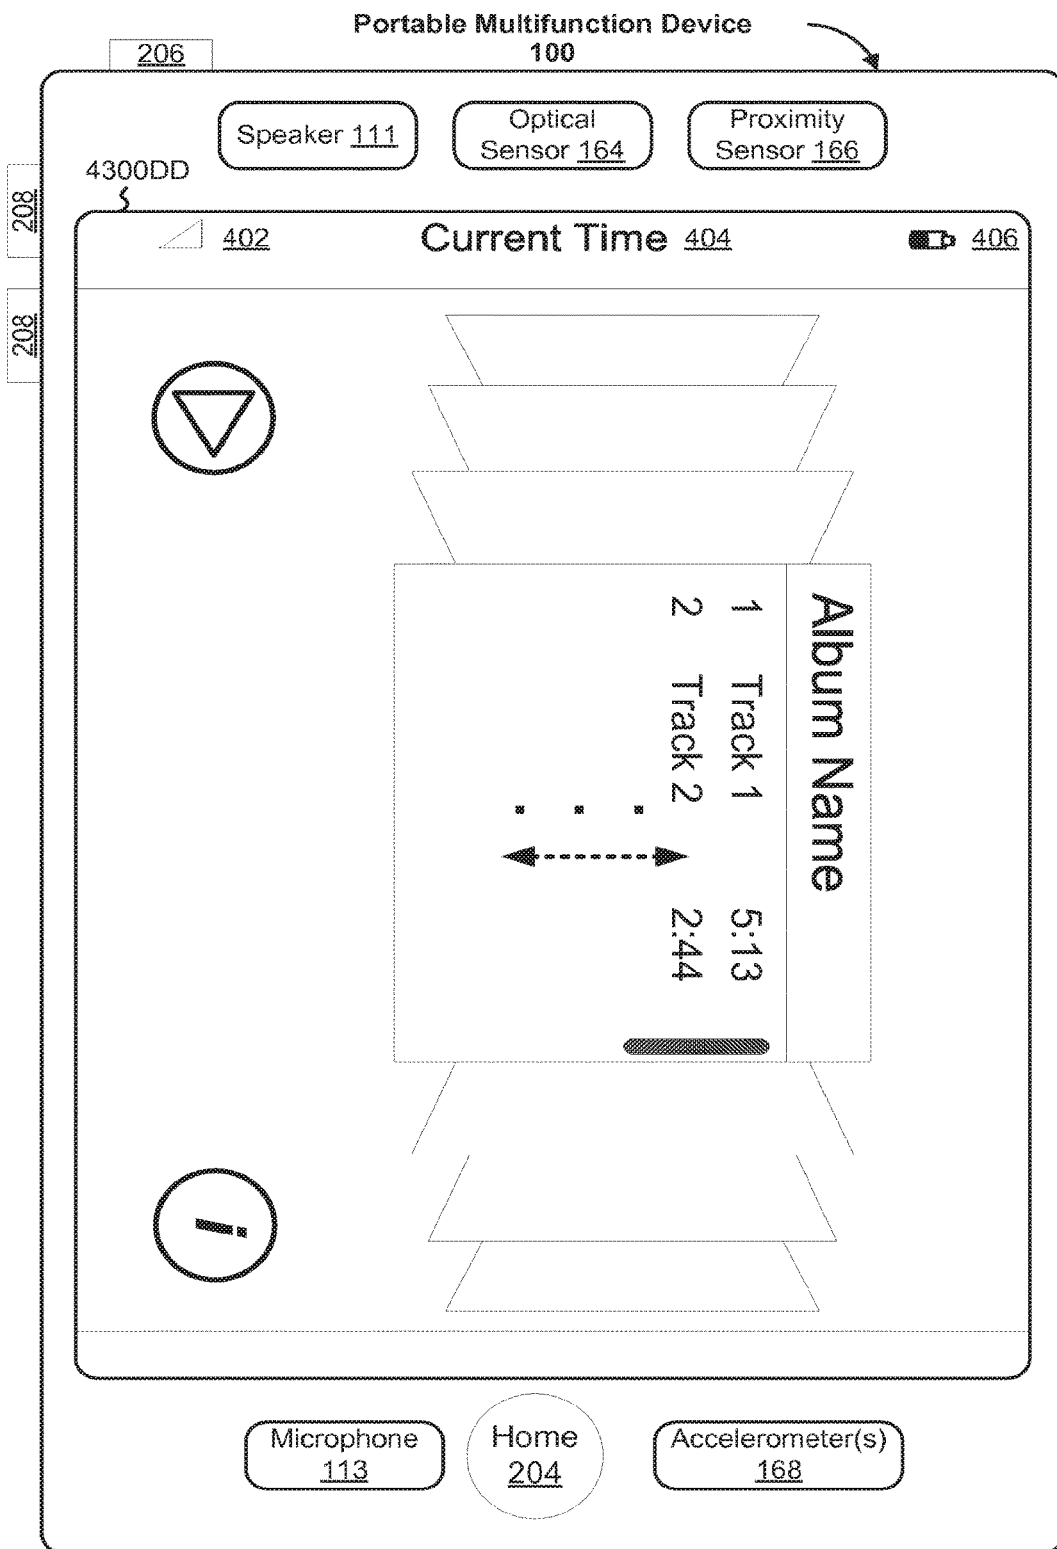 Portable Multifunction Device
100
206
Speaker 111
Optical
Sensor 164
Proximity
Sensor 166
4300DD
208
208
402
Current Time 404
406
Album Name
1 Track 1 5:13
2 Track 2 2:44
. . .
i
Microphone
113
Home
204
Accelerometer(s)
168